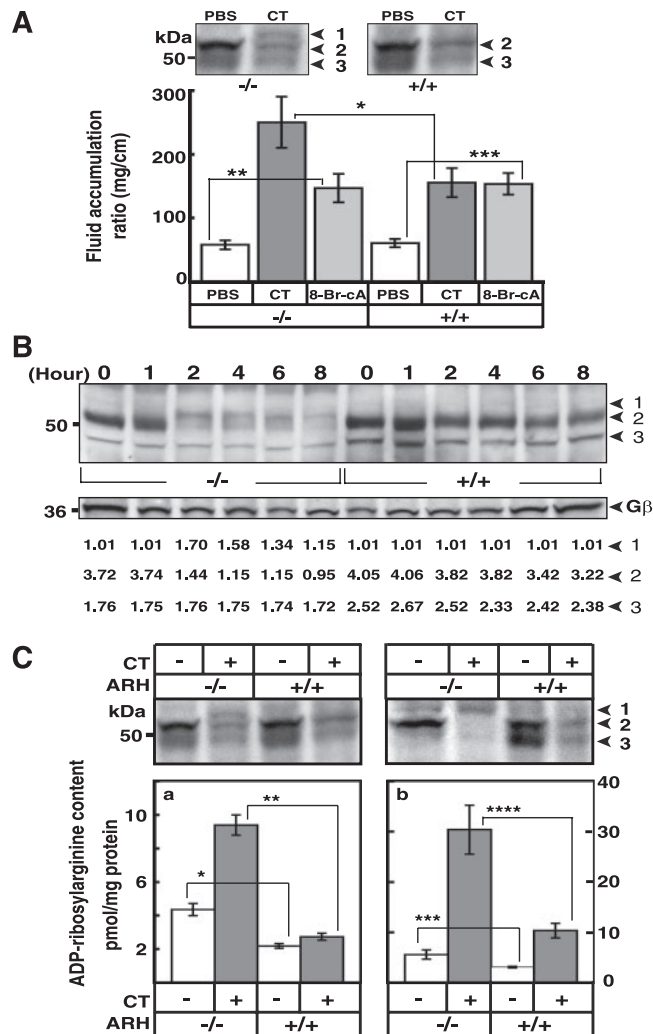 A
PBS CT PBS CT
kDa
1
2 2
50 3 3
-/- +/+
Fluid accumulation
ratio (mg/cm)
300
200
100
0
* ** ***
PBS CT 8-Br-cA PBS CT 8-Br-cA
-/- +/+
B
(Hour) 0 1 2 4 6 8 0 1 2 4 6 8
1
50 2
3
-/- +/+
36 Gβ
1.01 1.01 1.70 1.58 1.34 1.15 1.01 1.01 1.01 1.01 1.01 1.01 1
3.72 3.74 1.44 1.15 1.15 0.95 4.05 4.06 3.82 3.82 3.42 3.22 2
1.76 1.75 1.76 1.75 1.74 1.72 2.52 2.67 2.52 2.33 2.42 2.38 3
C
CT - + - + - + - +
ARH -/- +/+ -/- +/+
kDa 1
50 2
3
ADP-ribosylarginine content
pmol/mg protein
a b
10
6
2
40
30
20
10
0
* ** *** ****
CT - + - + - + - +
ARH -/- +/+ -/- +/+